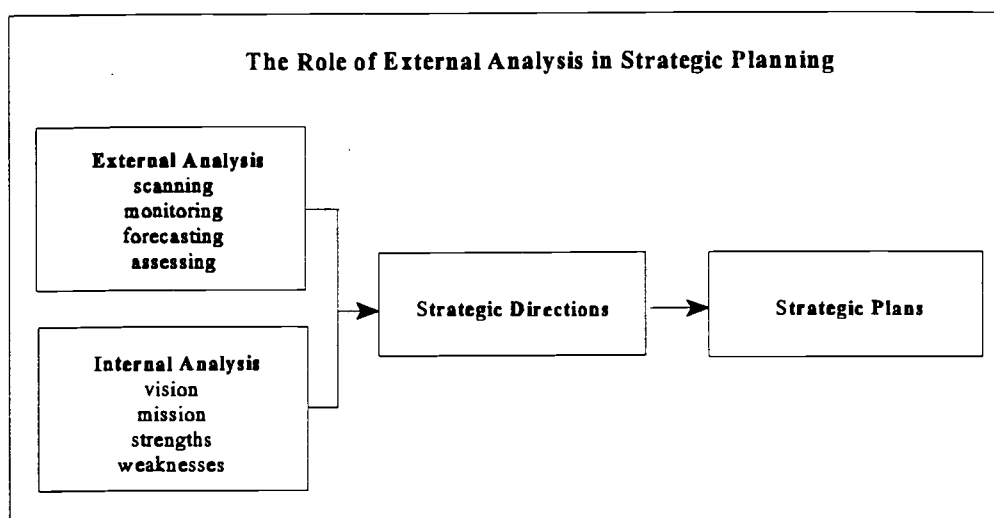 The Role of External Analysis in Strategic Planning
External Analysis
scanning
monitoring
forecasting
assessing
Internal Analysis
vision
mission
strengths
weaknesses
Strategic Directions
Strategic Plans